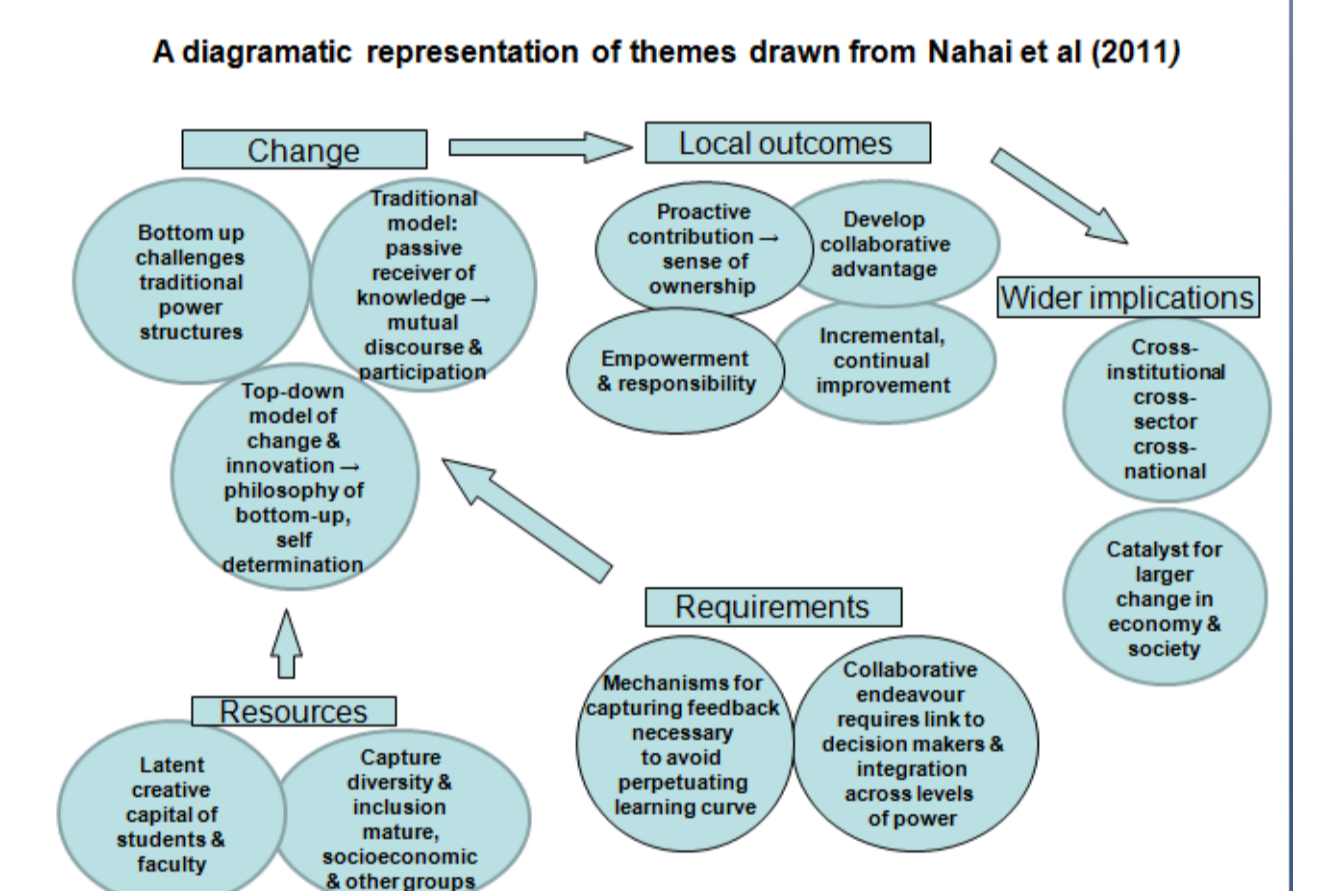 A diagramatic representation of themes drawn from Nahai et al (2011)
Change
Bottom up
challenges
traditional
power
structures
Traditional
model:
passive
receiver of
knowledge →
mutual
discourse &
participation
Top-down
model of
change &
innovation →
philosophy of
bottom-up,
self
determination
Local outcomes
Proactive
contribution →
sense of
ownership
Develop
collaborative
advantage
Empowerment
& responsibility
Incremental,
continual
improvement
Wider implications
Cross-
institutional
cross-
sector
cross-
national
Catalyst for
larger
change in
economy &
society
Requirements
Mechanisms for
capturing feedback
necessary
to avoid
perpetuating
learning curve
Collaborative
endeavour
requires link to
decision makers &
integration
across levels
of power
Resources
Latent
creative
capital of
students &
faculty
Capture
diversity &
inclusion
mature,
socioeconomic
& other groups